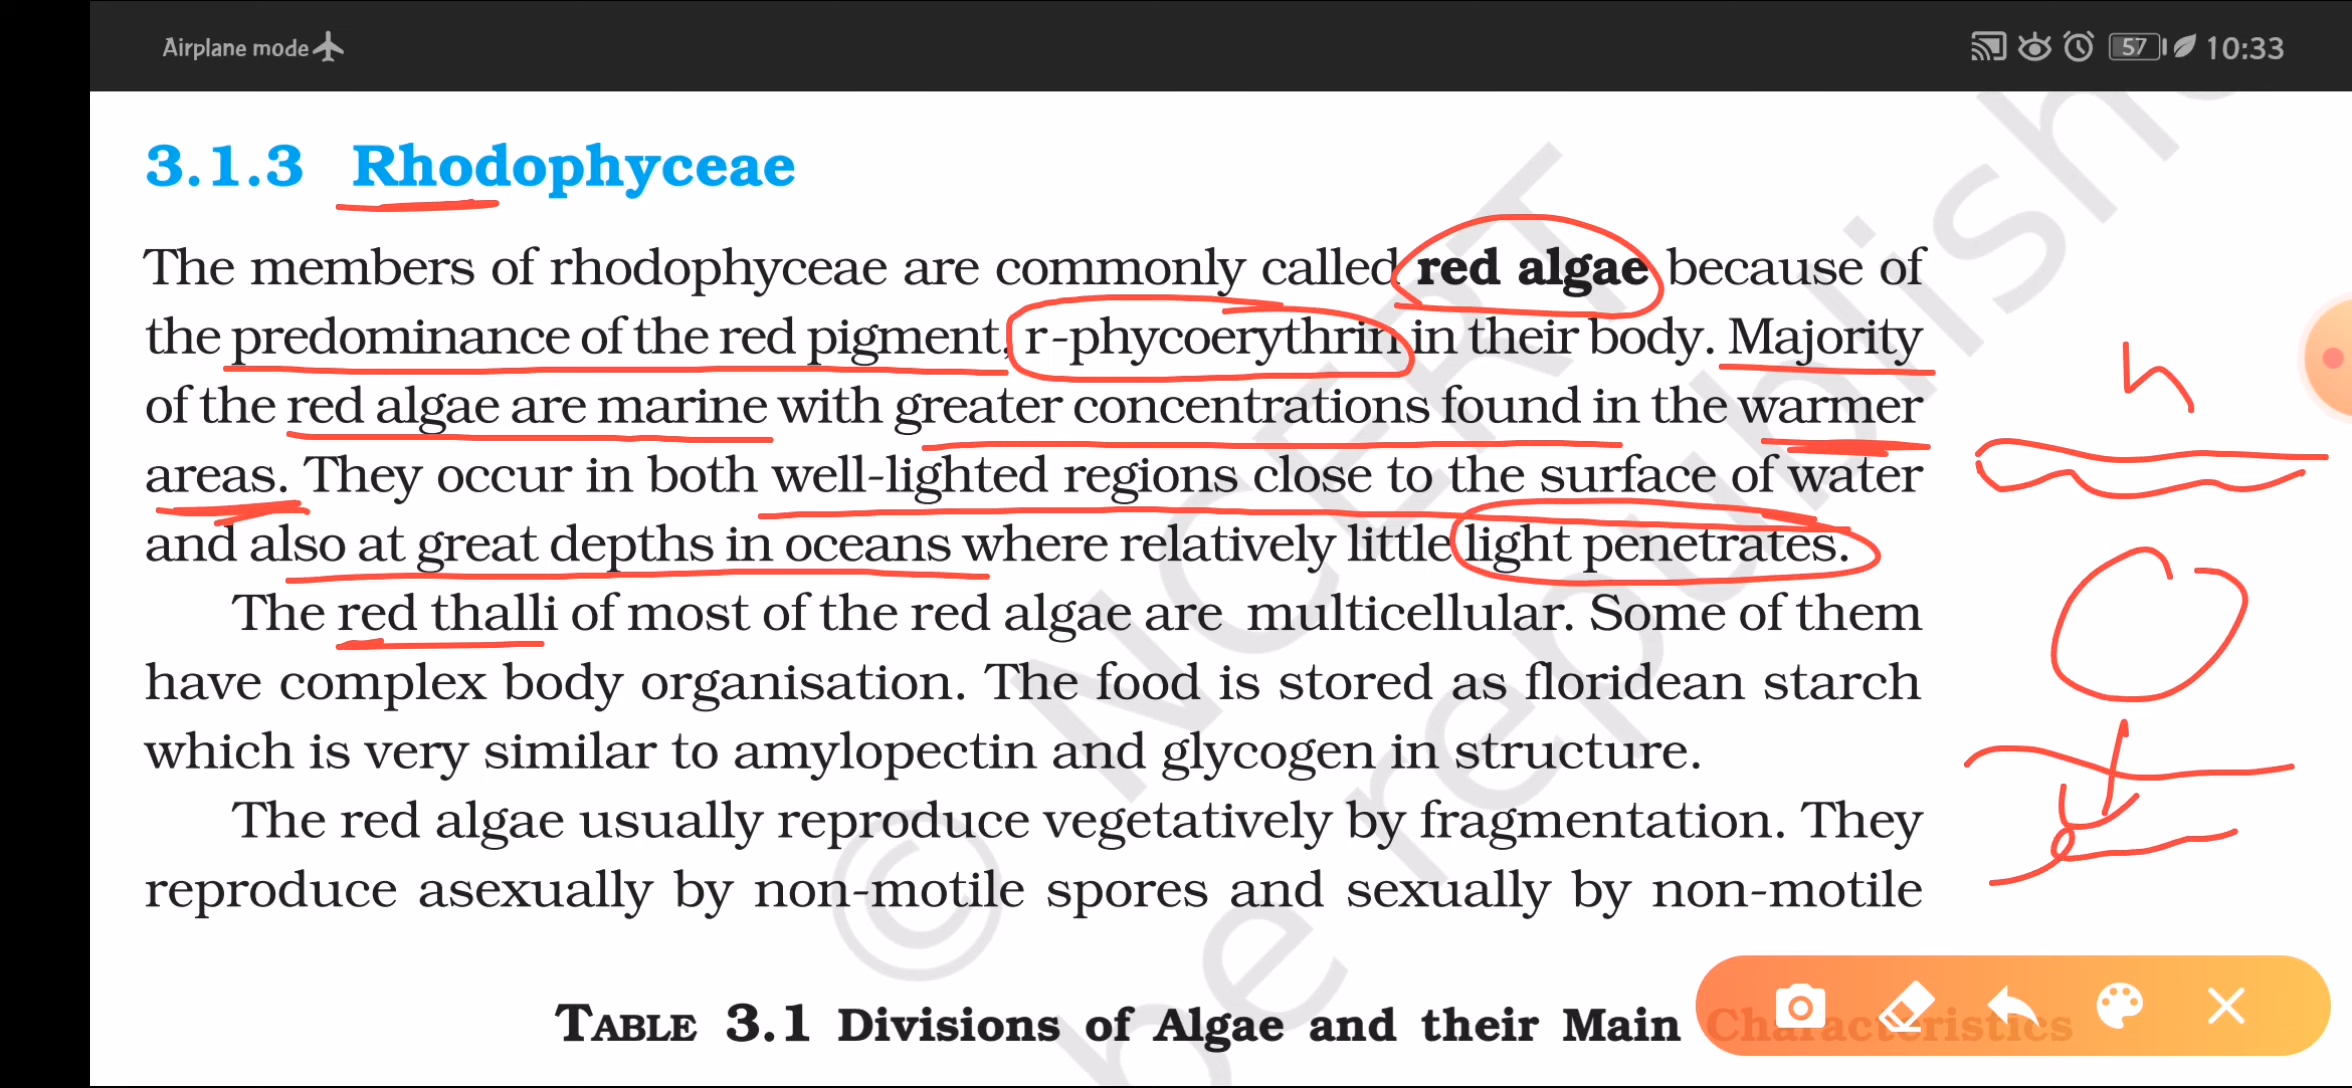 Airplane mode
57 10:33
3.1.3 Rhodophyceae
The members of rhodophyceae are commonly called red algae because of
the predominance of the red pigment, r-phycoerythrin in their body. Majority
of the red algae are marine with greater concentrations found in the warmer
areas. They occur in both well-lighted regions close to the surface of water
and also at great depths in oceans where relatively little light penetrates.
The red thalli of most of the red algae are multicellular. Some of them
have complex body organisation. The food is stored as floridean starch
which is very similar to amylopectin and glycogen in structure.
The red algae usually reproduce vegetatively by fragmentation. They
reproduce asexually by non-motile spores and sexually by non-motile
TABLE 3.1 Divisions of Algae and their Main Characteristics
© NCERT
be republishe